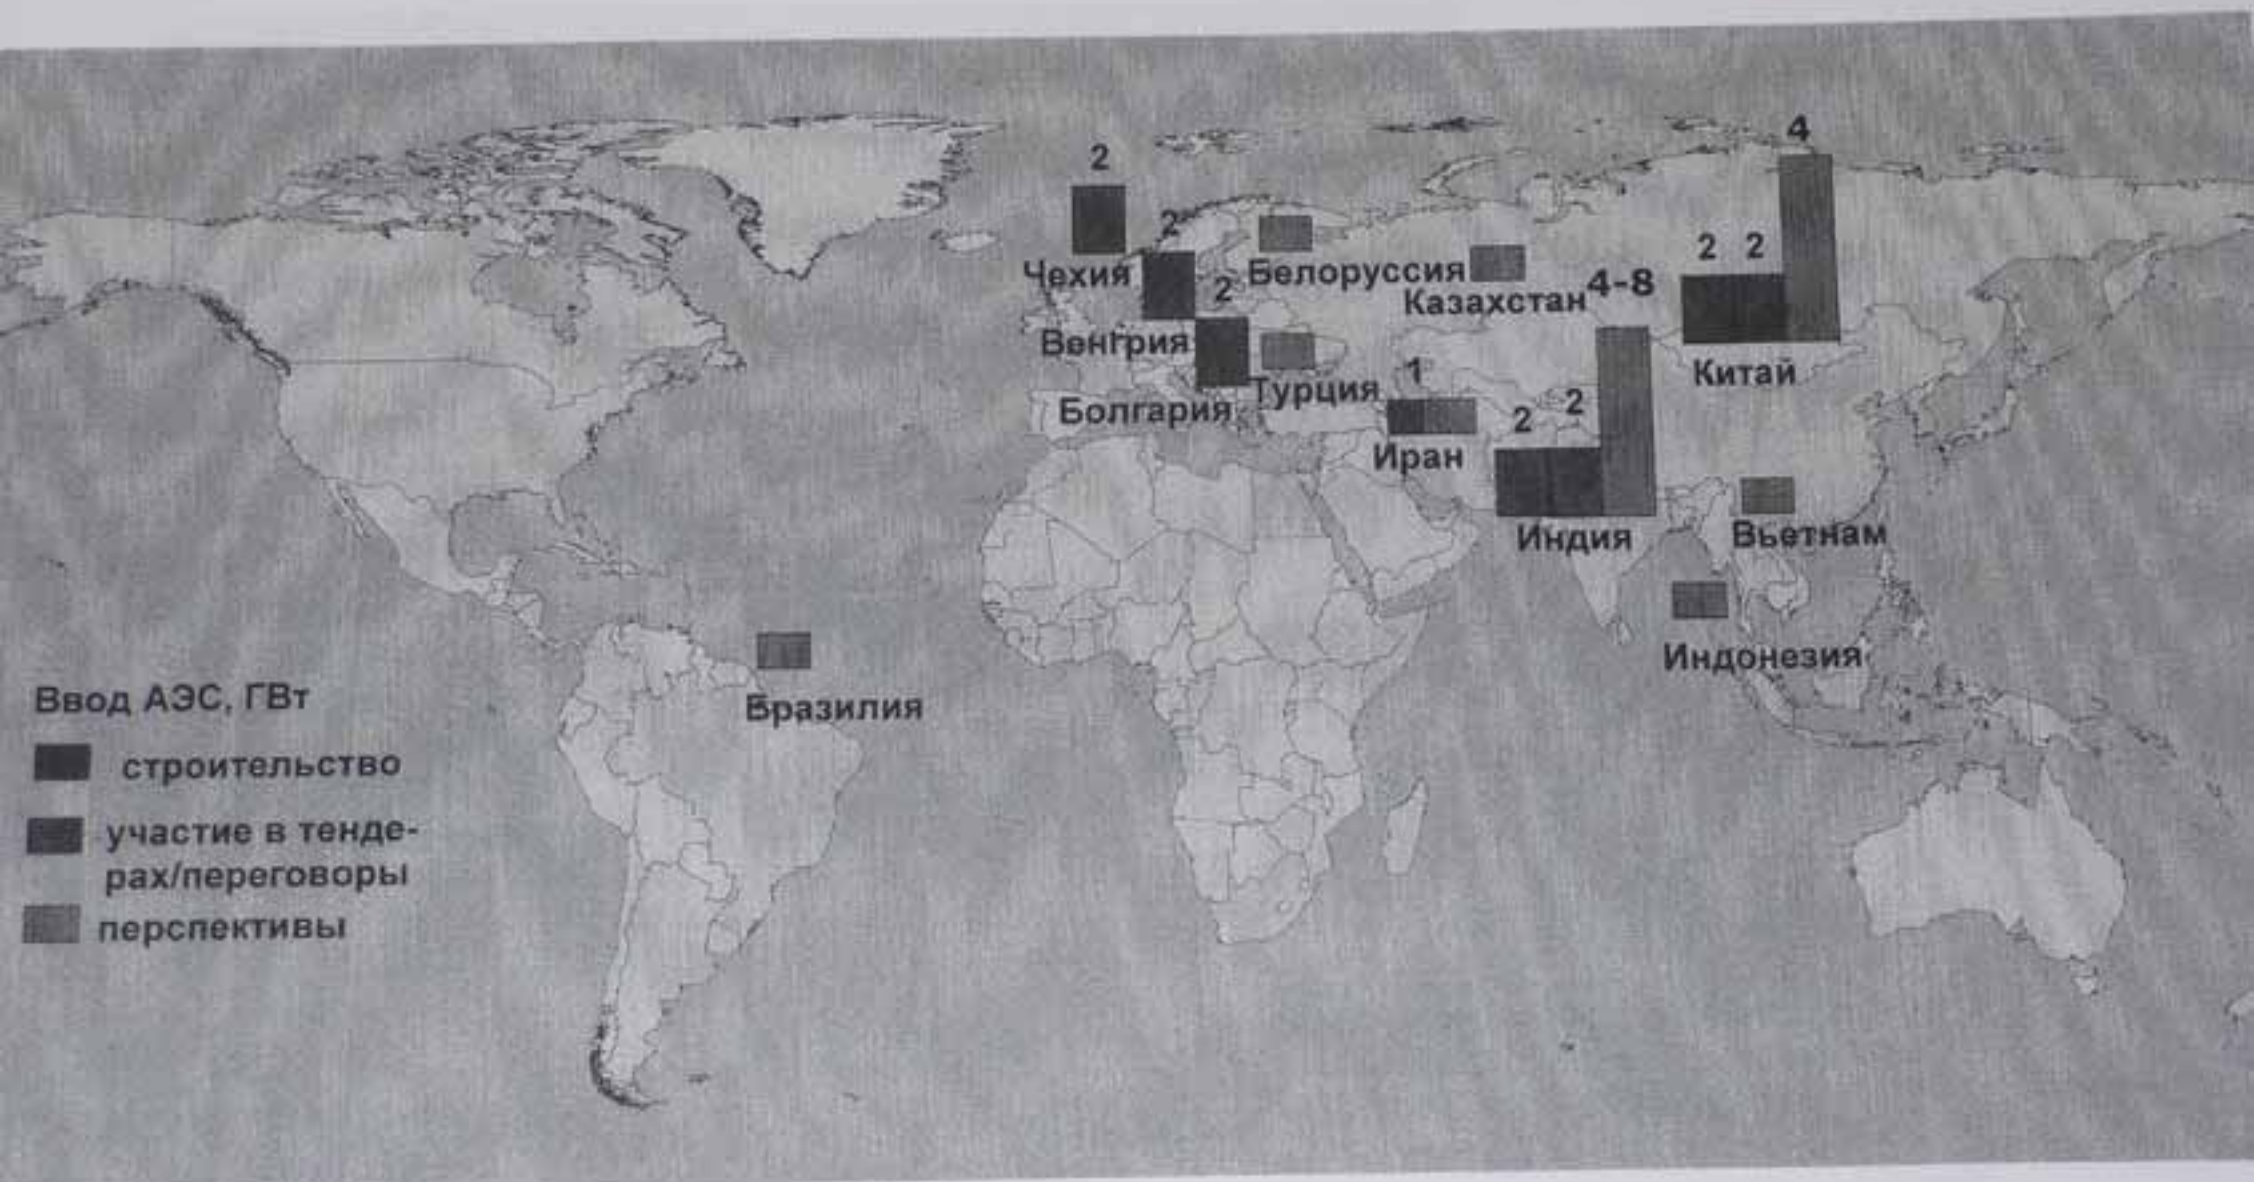 4
2
2
2 2
Чехия
Белоруссия
4-8
2
Казахстан
Венгрия
Китай
1
Турция
2
2
Болгария
Иран
Индия
Вьетнам
Индонезия
Бразилия
Ввод АЭС, ГВт
строительство
участие в тенде-
рах/переговоры
перспективы